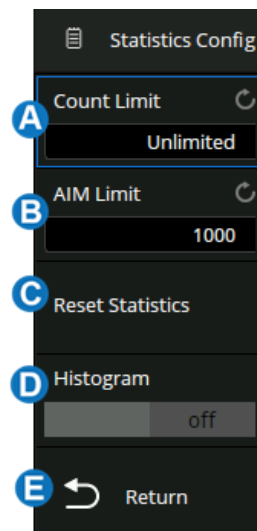 Statistics Config
A
Count Limit
Unlimited
B
AIM Limit
1000
C
Reset Statistics
D
Histogram
off
E
Return